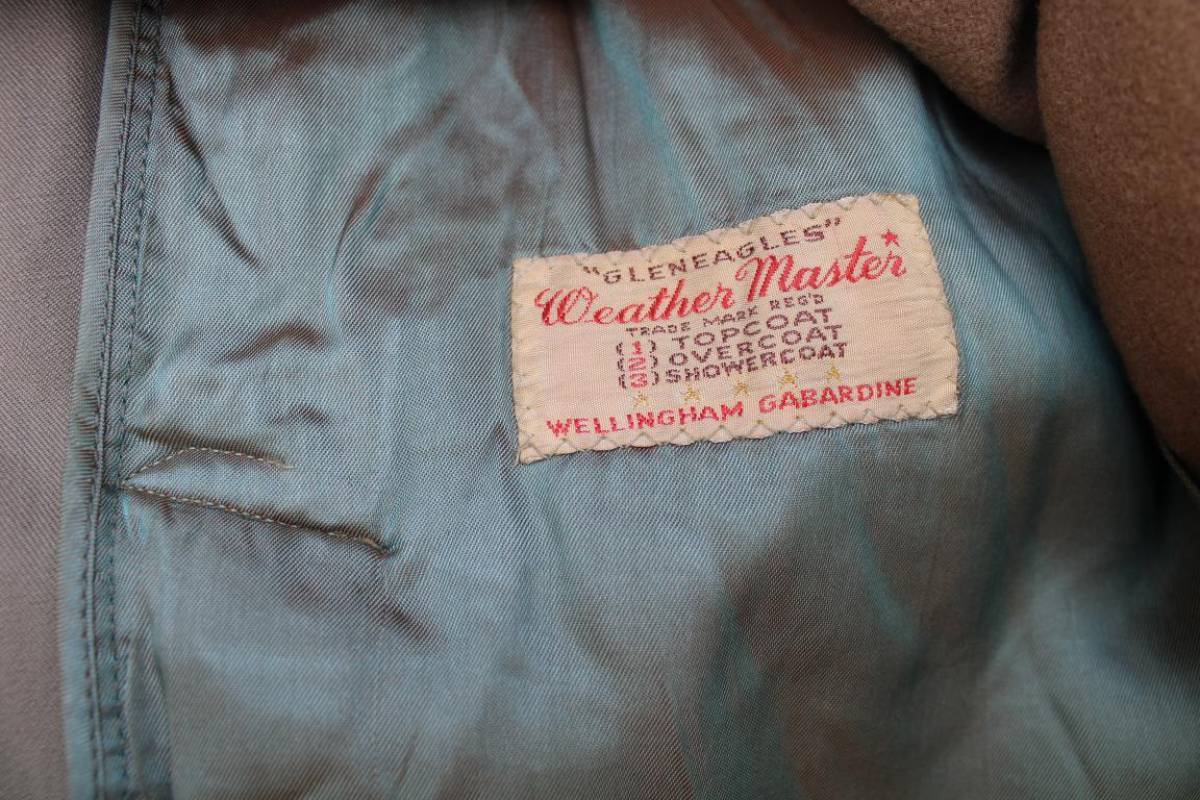 "GLENEAGLES"
Weather Master
TRADE MARK REG'D
(1) TOPCOAT
(2) OVERCOAT
(3) SHOWERCOAT
WELLINGHAM GABARDINE